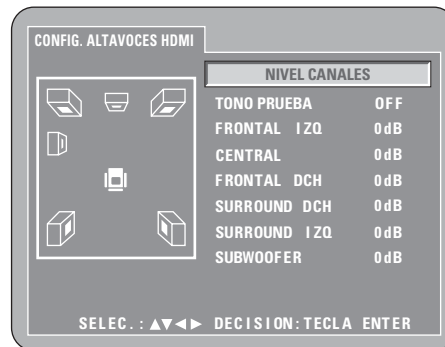 CONFIG. ALTAVOCES HDMI
NIVEL CANALES
TONO PRUEBA OFF
FRONTAL IZQ 0dB
CENTRAL 0dB
FRONTAL DCH 0dB
SURROUND DCH 0dB
SURROUND IZQ 0dB
SUBWOOFER 0dB
SELEC.:▲▼◀▶ DECISION:TECLA ENTER